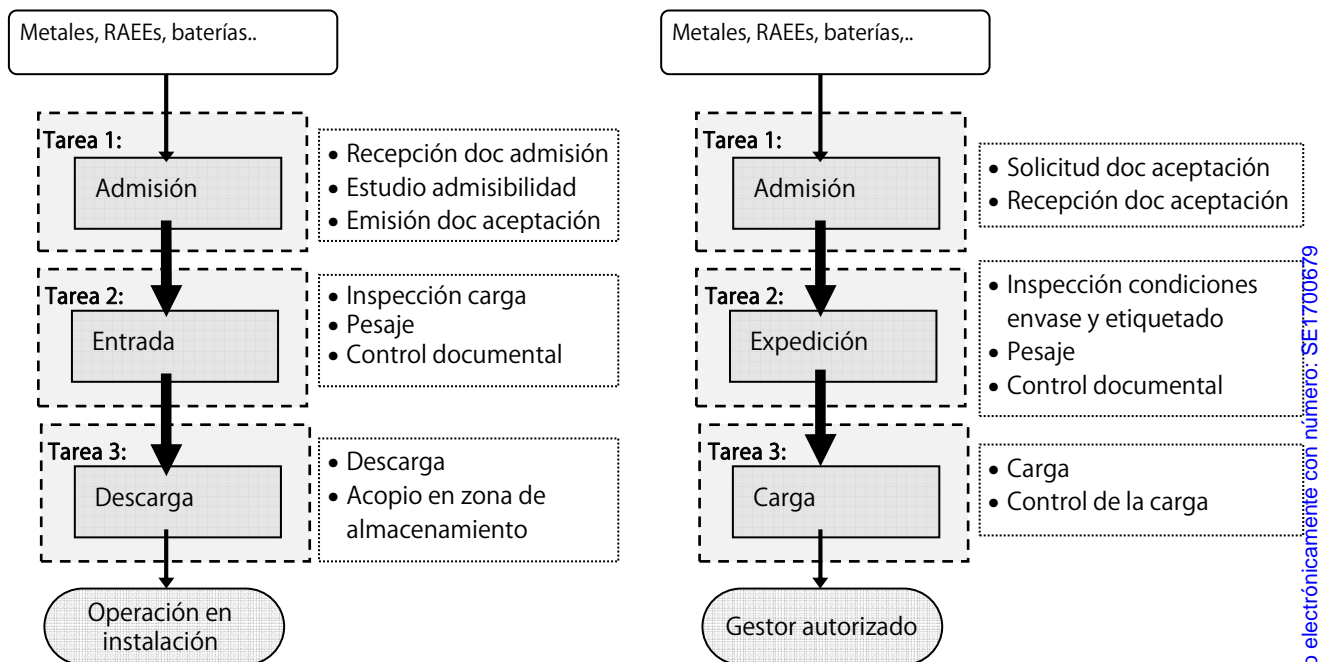 Metales, RAEEs, baterías..
Tarea 1:
Admisión
• Recepción doc admisión
• Estudio admisibilidad
• Emisión doc aceptación
Tarea 2:
Entrada
• Inspección carga
• Pesaje
• Control documental
Tarea 3:
Descarga
• Descarga
• Acopio en zona de
almacenamiento
Operación en
instalación
Metales, RAEEs, baterías,..
Tarea 1:
Admisión
• Solicitud doc aceptación
• Recepción doc aceptación
Tarea 2:
Expedición
• Inspección condiciones
envase y etiquetado
• Pesaje
• Control documental
Tarea 3:
Carga
• Carga
• Control de la carga
Gestor autorizado
o electrónicamente con número: SE1700679